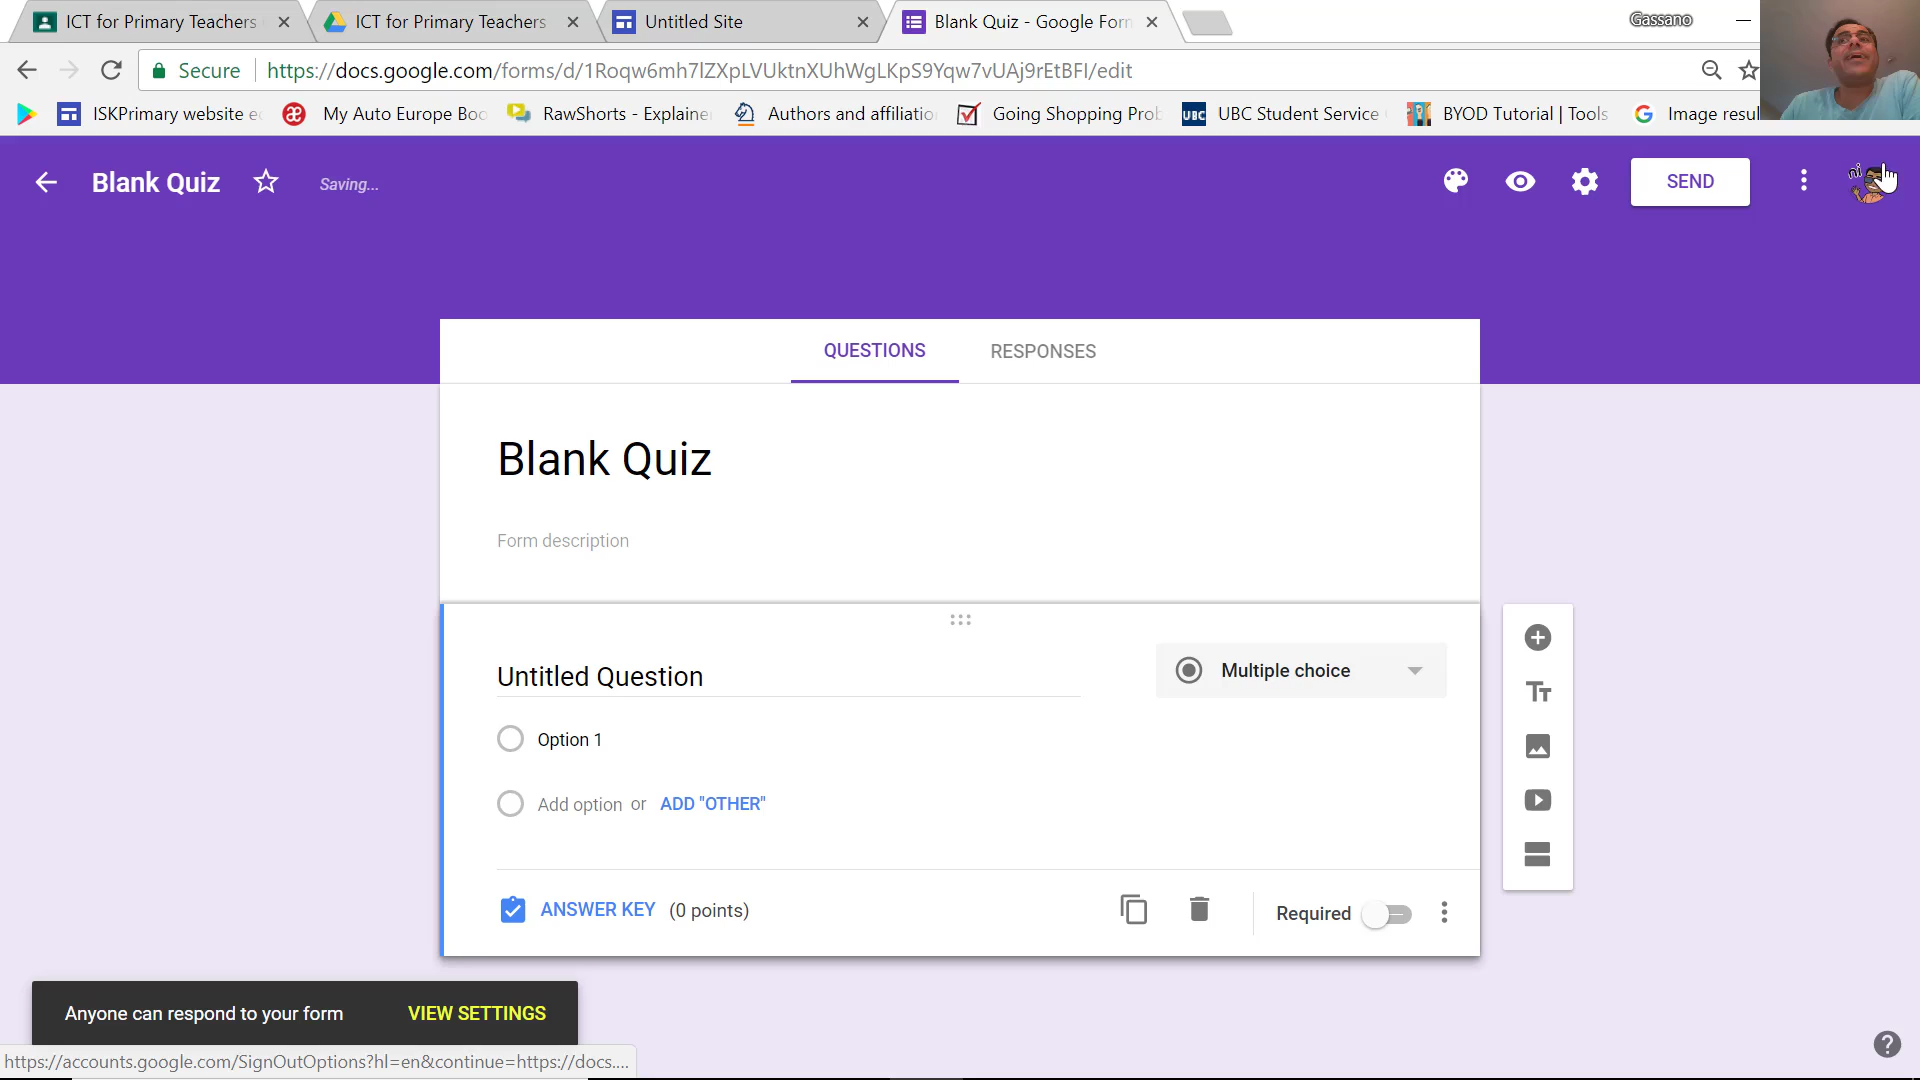 ICT for Primary Teachers
ICT for Primary Teachers
Untitled Site
Blank Quiz - Google Form
Gassano
Secure
https://docs.google.com/forms/d/1Roqw6mh7lZXpLVUktnXUhWgLKpS9Yqw7vUAj9rEtBFI/edit
ISKPrimary website e
My Auto Europe Boo
RawShorts - Explaine
Authors and affiliatio
Going Shopping Prob
UBC
UBC Student Service
BYOD Tutorial | Tools
Image resul
Blank Quiz
Saving...
SEND
ni
QUESTIONS
RESPONSES
Blank Quiz
Form description
Untitled Question
Multiple choice
Option 1
Add option or ADD "OTHER"
ANSWER KEY (0 points)
Required
Anyone can respond to your form
VIEW SETTINGS
https://accounts.google.com/SignOutOptions?hl=en&continue=https://docs....